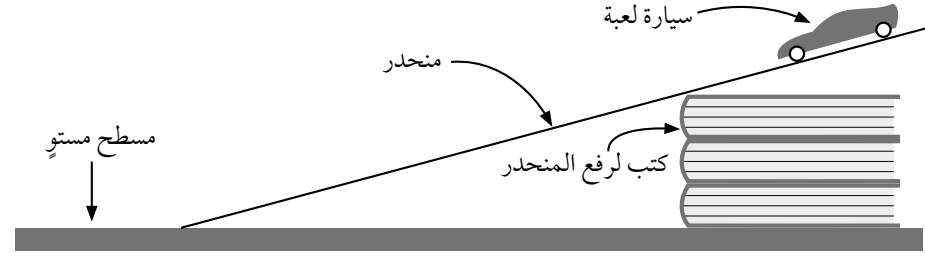 سيارة لعبة
منحدر
مسطح مستوٍ
كتب لرفع المنحدر